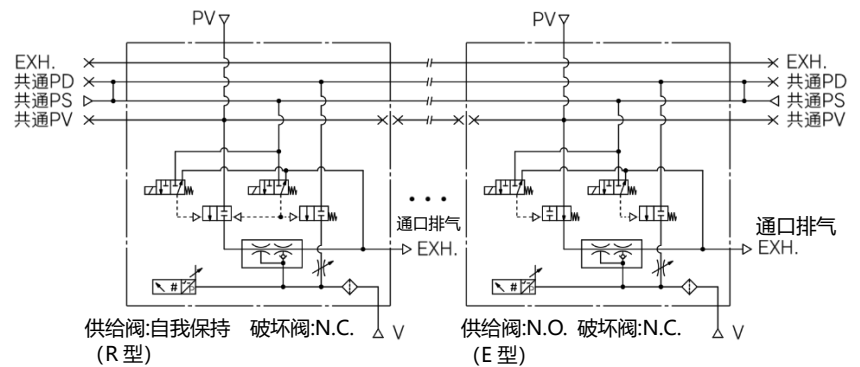 PV PV
EXH. EXH.
共通PD 共通PD
共通PS 共通PS
共通PV 共通PV
• • •
通口排气 通口排气
EXH. EXH.
# #
供给阀:自我保持 破坏阀:N.C. V 供给阀:N.O. 破坏阀:N.C. V
（R 型） （E 型）